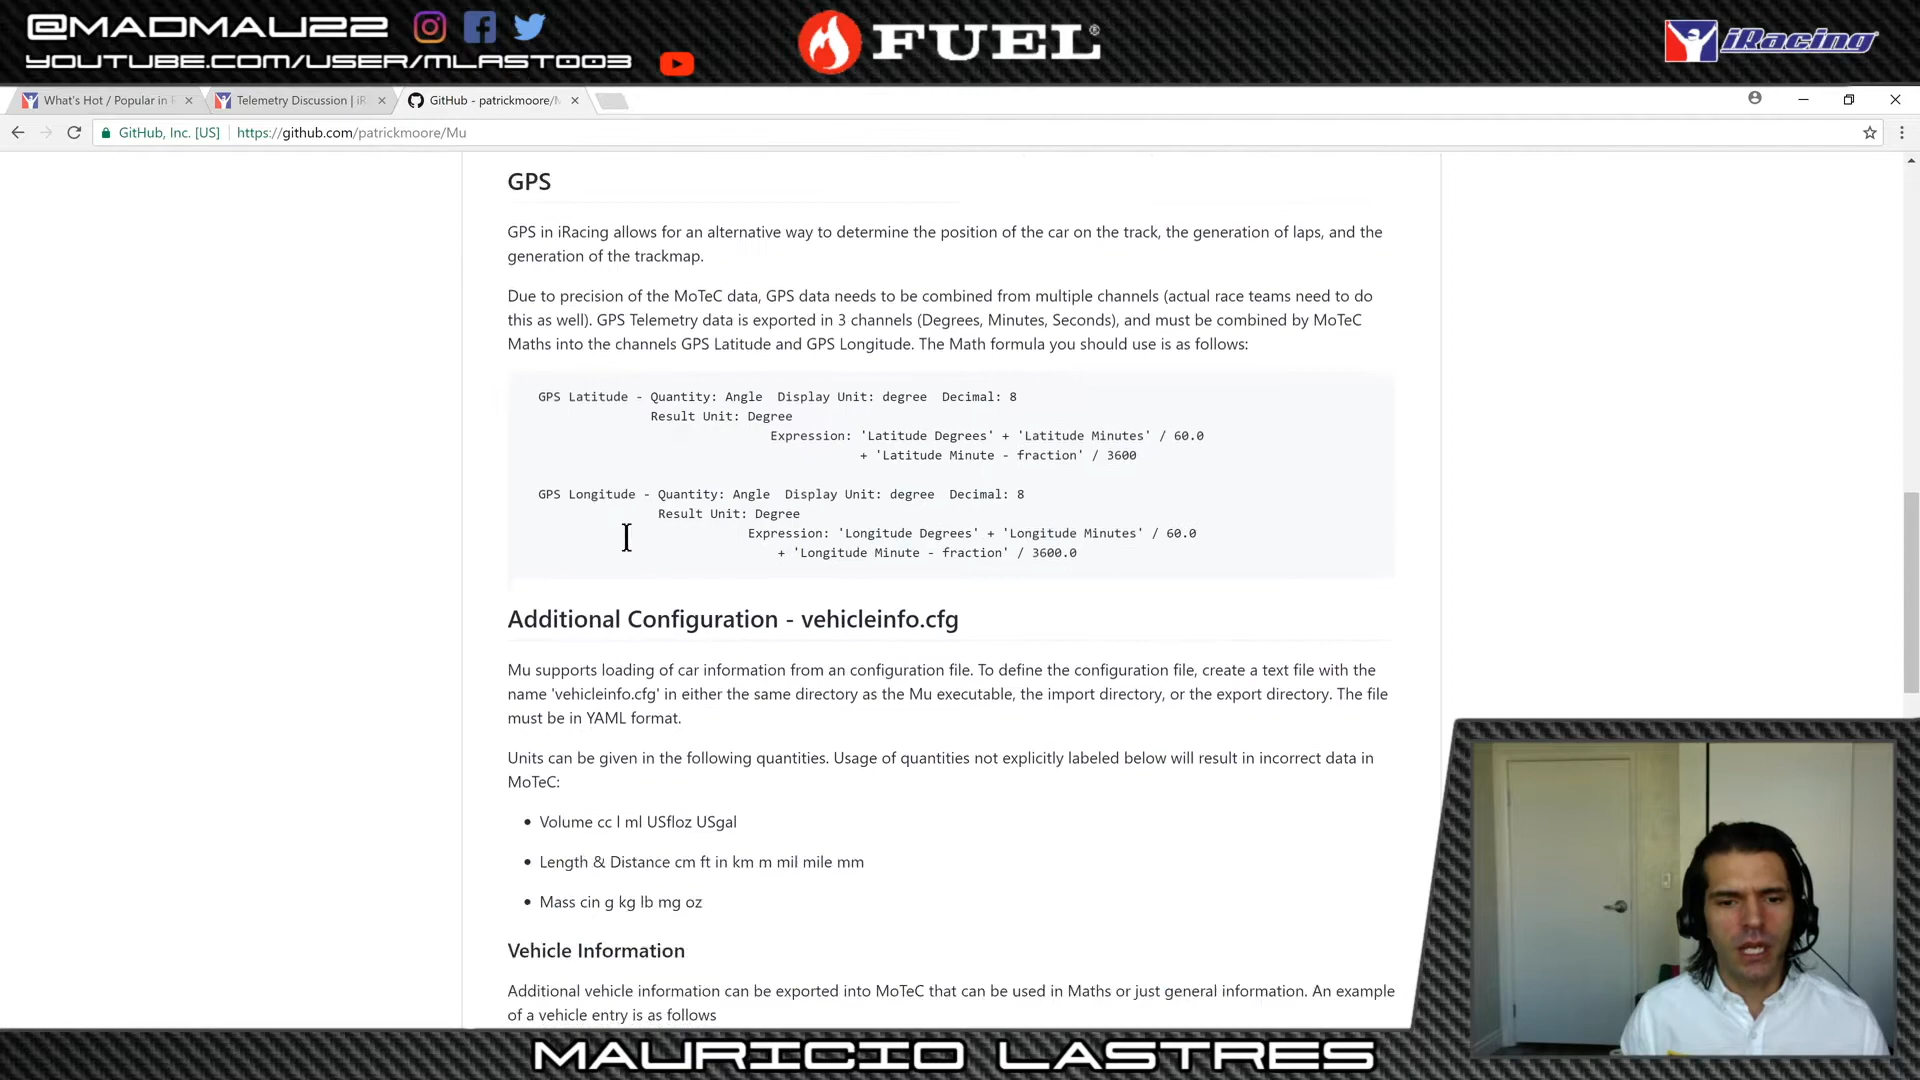 @MADMAU22
YOUTUBE.COM/USER/MLAST003
FUEL®
iRacing
What's Hot / Popular in
Telemetry Discussion | iR
GitHub - patrickmoore/M
GitHub, Inc. [US] https://github.com/patrickmoore/Mu
GPS
GPS in iRacing allows for an alternative way to determine the position of the car on the track, the generation of laps, and the
generation of the trackmap.
Due to precision of the MoTeC data, GPS data needs to be combined from multiple channels (actual race teams need to do
this as well). GPS Telemetry data is exported in 3 channels (Degrees, Minutes, Seconds), and must be combined by MoTeC
Maths into the channels GPS Latitude and GPS Longitude. The Math formula you should use is as follows:
GPS Latitude - Quantity: Angle Display Unit: degree Decimal: 8
Result Unit: Degree
Expression: 'Latitude Degrees' + 'Latitude Minutes' / 60.0
+ 'Latitude Minute - fraction' / 3600
GPS Longitude - Quantity: Angle Display Unit: degree Decimal: 8
Result Unit: Degree
Expression: 'Longitude Degrees' + 'Longitude Minutes' / 60.0
+ 'Longitude Minute - fraction' / 3600.0
Additional Configuration - vehicleinfo.cfg
Mu supports loading of car information from an configuration file. To define the configuration file, create a text file with the
name 'vehicleinfo.cfg' in either the same directory as the Mu executable, the import directory, or the export directory. The file
must be in YAML format.
Units can be given in the following quantities. Usage of quantities not explicitly labeled below will result in incorrect data in
MoTeC:
• Volume cc l ml USfloz USgal
• Length & Distance cm ft in km m mil mile mm
• Mass cin g kg lb mg oz
Vehicle Information
Additional vehicle information can be exported into MoTeC that can be used in Maths or just general information. An example
of a vehicle entry is as follows
MAURICIO LASTRES